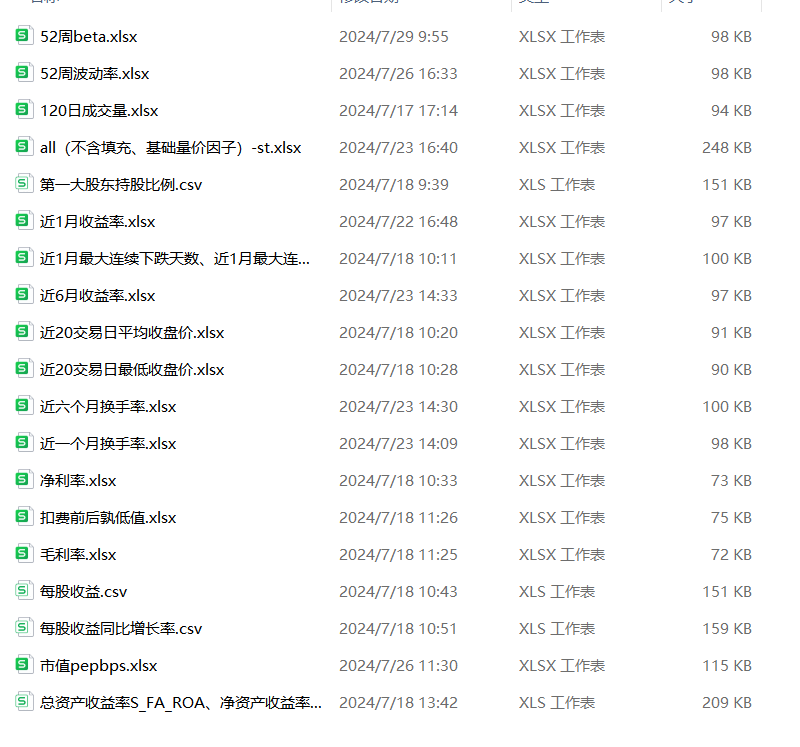 52周beta.xlsx 2024/7/29 9:55 XLSX 工作表 98 KB
52周波动率.xlsx 2024/7/26 16:33 XLSX 工作表 98 KB
120日成交量.xlsx 2024/7/17 17:14 XLSX 工作表 94 KB
all（不含填充、基础量价因子）-st.xlsx 2024/7/23 16:40 XLSX 工作表 248 KB
第一大股东持股比例.csv 2024/7/18 9:39 XLS 工作表 151 KB
近1月收益率.xlsx 2024/7/22 16:48 XLSX 工作表 97 KB
近1月最大连续下跌天数、近1月最大连... 2024/7/18 10:11 XLSX 工作表 100 KB
近6月收益率.xlsx 2024/7/23 14:33 XLSX 工作表 97 KB
近20交易日平均收盘价.xlsx 2024/7/18 10:20 XLSX 工作表 91 KB
近20交易日最低收盘价.xlsx 2024/7/18 10:28 XLSX 工作表 90 KB
近六个月换手率.xlsx 2024/7/23 14:30 XLSX 工作表 100 KB
近一个月换手率.xlsx 2024/7/23 14:09 XLSX 工作表 98 KB
净利率.xlsx 2024/7/18 10:33 XLSX 工作表 73 KB
扣费前后孰低值.xlsx 2024/7/18 11:26 XLSX 工作表 75 KB
毛利率.xlsx 2024/7/18 11:25 XLSX 工作表 72 KB
每股收益.csv 2024/7/18 10:43 XLS 工作表 151 KB
每股收益同比增长率.csv 2024/7/18 10:51 XLS 工作表 159 KB
市值pepbps.xlsx 2024/7/26 11:30 XLSX 工作表 115 KB
总资产收益率S_FA_ROA、净资产收益率... 2024/7/18 13:42 XLS 工作表 209 KB